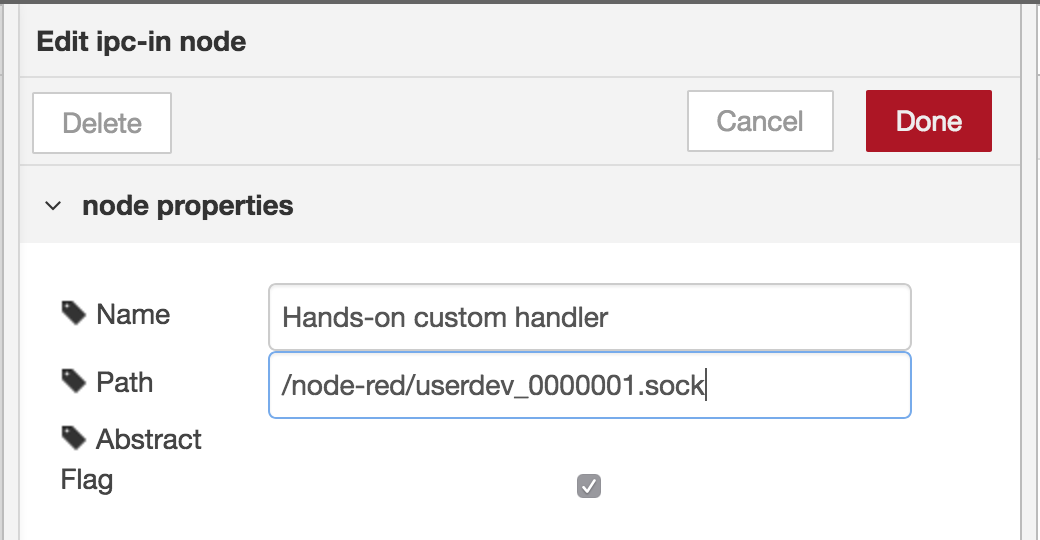 Edit ipc-in node
Delete
Cancel
Done
node properties
Name
Hands-on custom handler
Path
/node-red/userdev_0000001.sock
Abstract
Flag